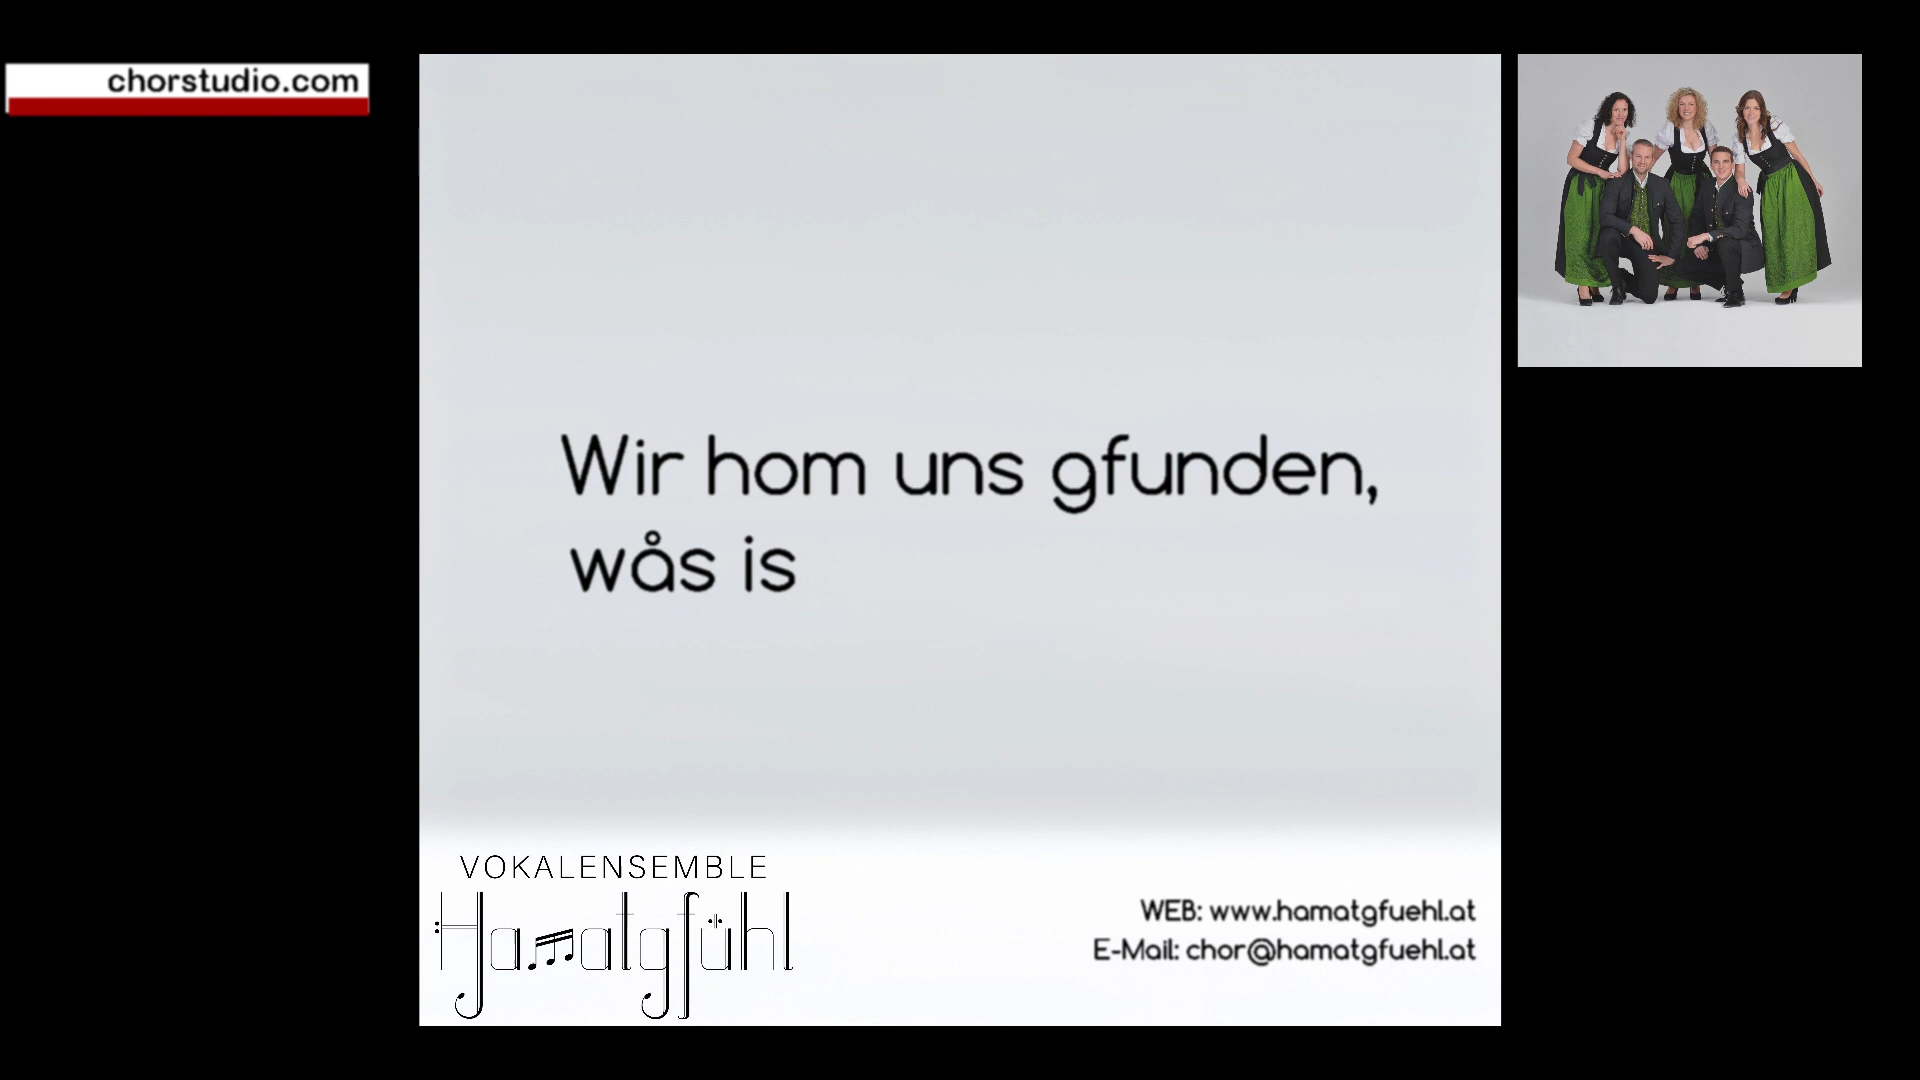 chorstudio.com
Wir hom uns gfunden,
wås is
VOKALENSEMBLE
Hamatgfühl
WEB: www.hamatgfuehl.at
E-Mail: chor@hamatgfuehl.at